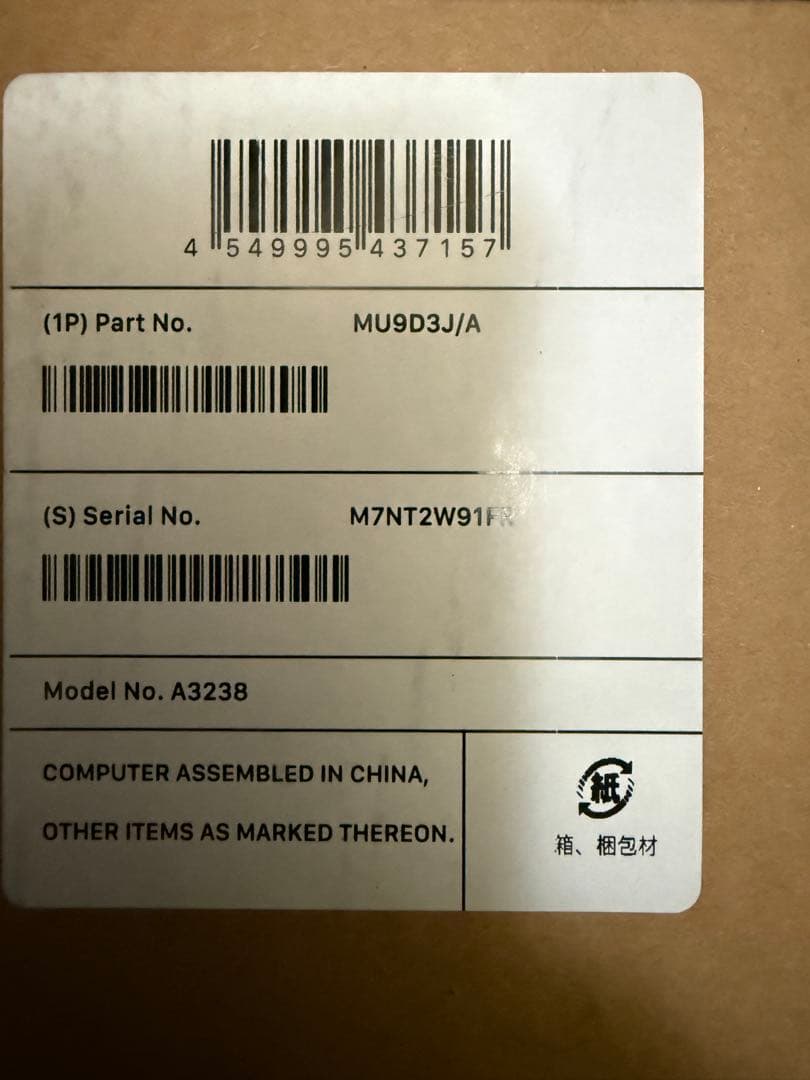 4 549995 437157
(1P) Part No. MU9D3J/A
(S) Serial No.
Model No. A3238
COMPUTER ASSEMBLED IN CHINA,
OTHER ITEMS AS MARKED THEREON.
紙
箱、梱包材